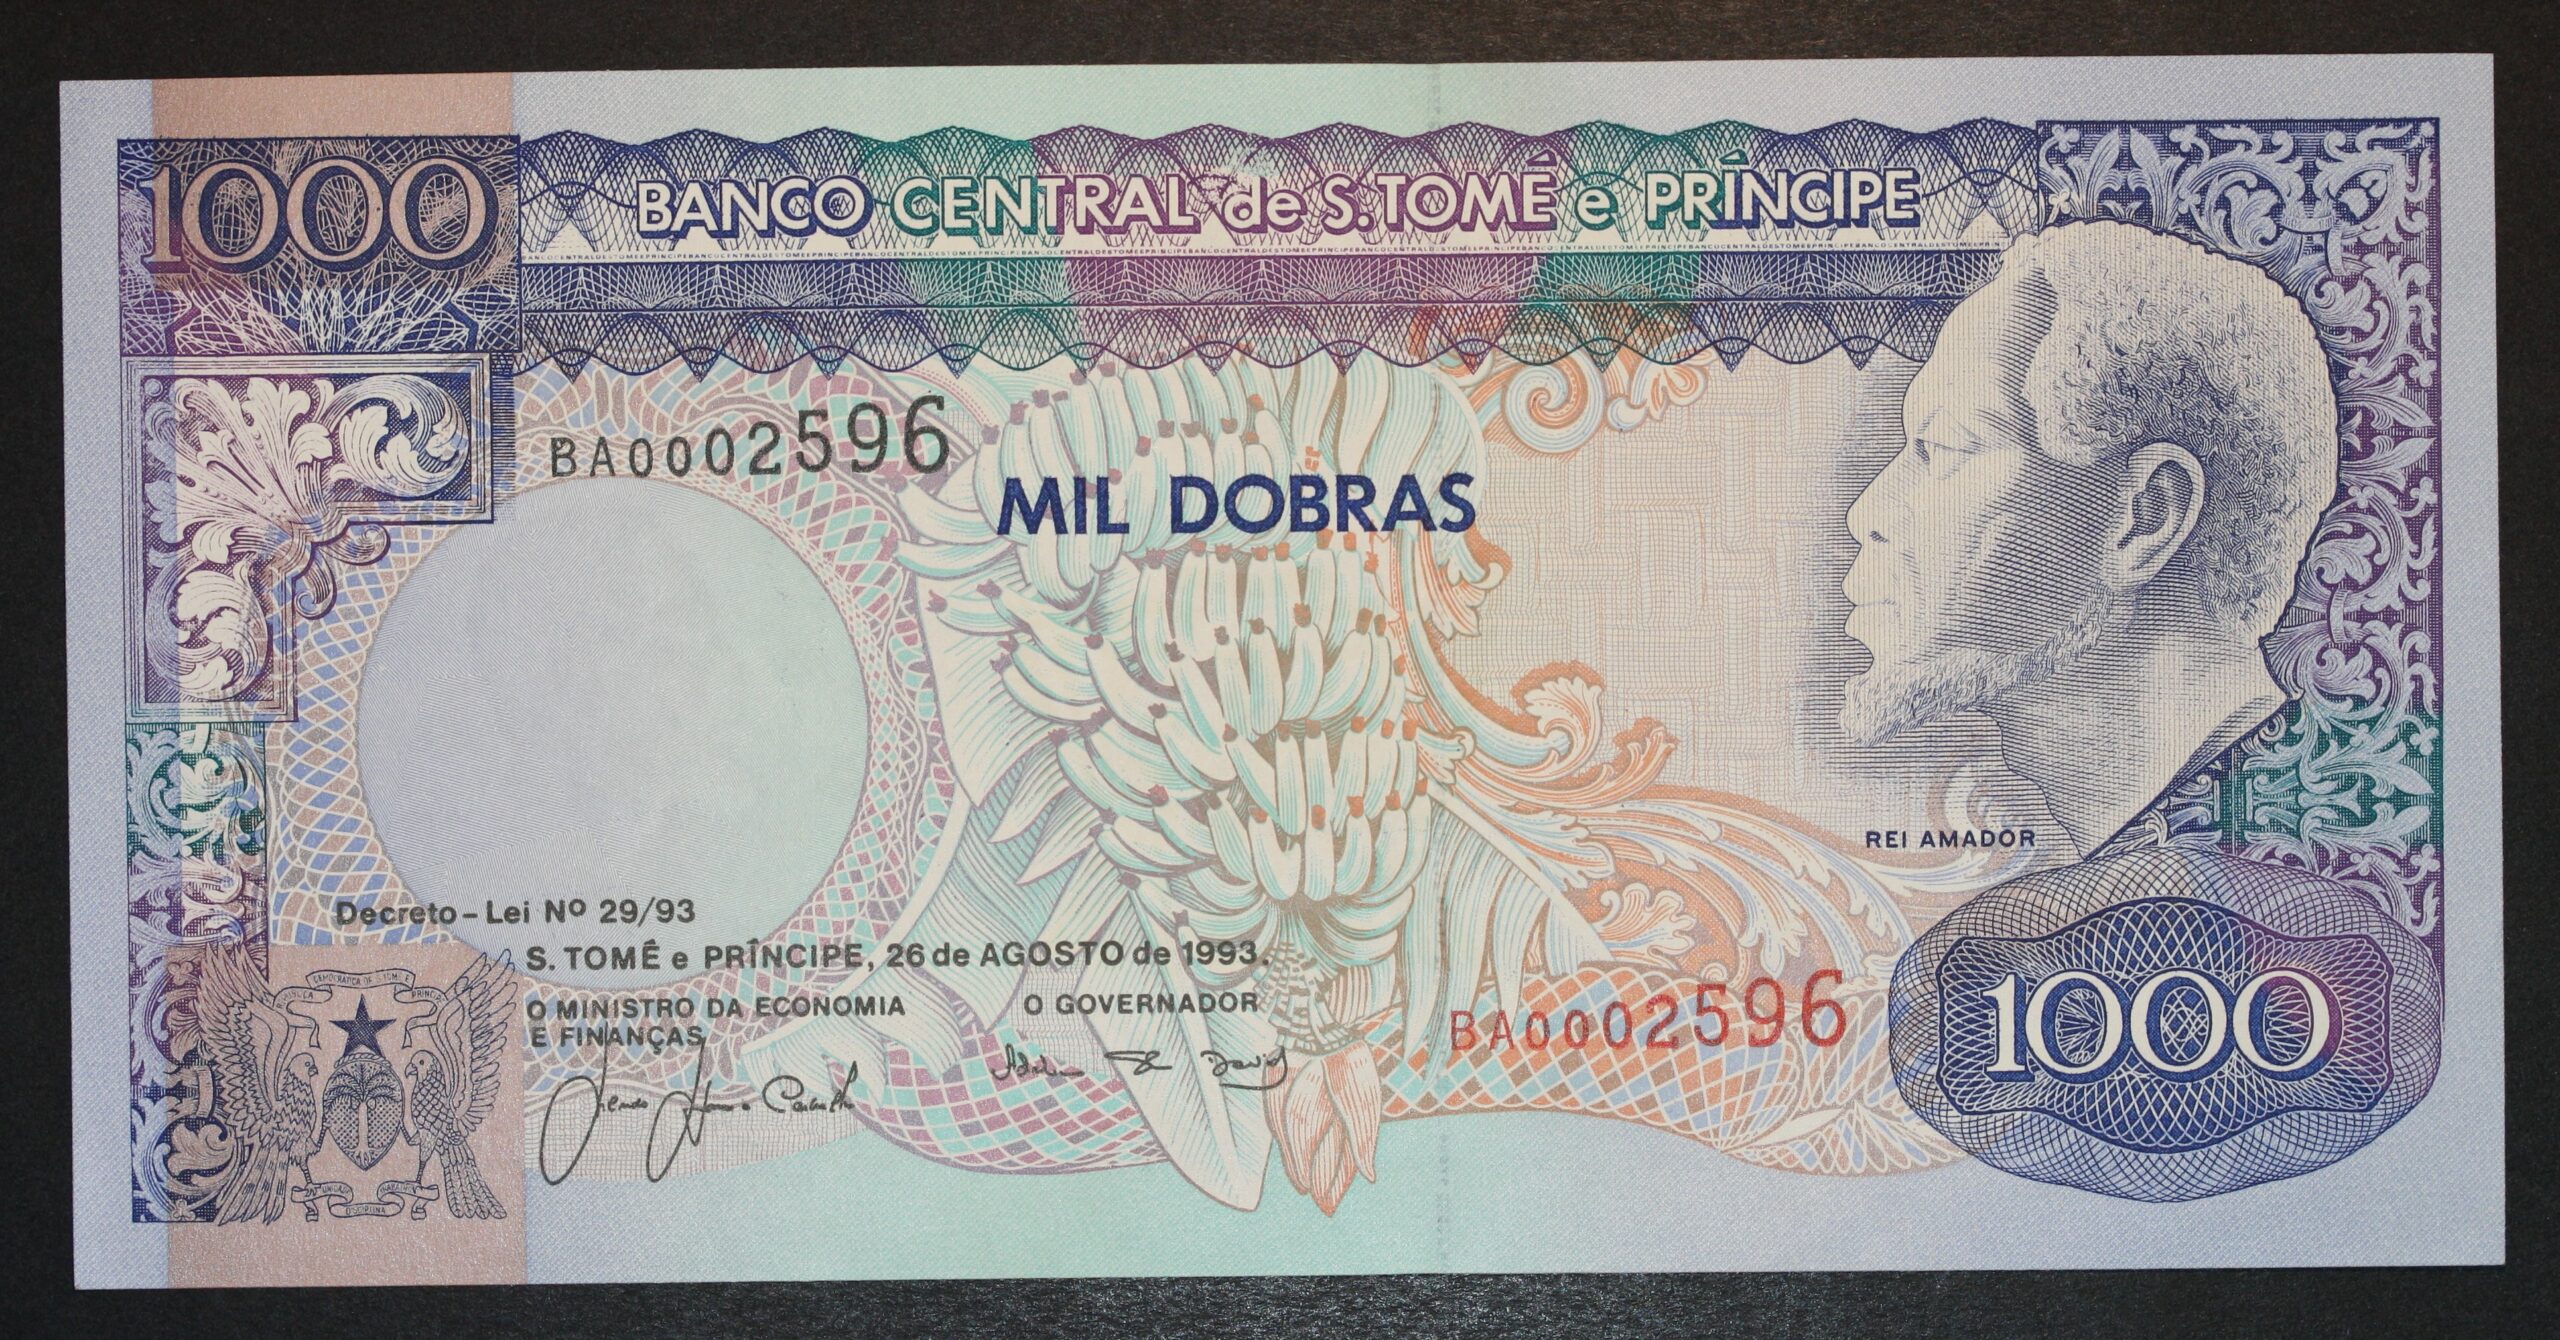 1000
BANCO CENTRAL de S.TOMÉ e PRÍNCIPE
BA0002596
MIL DOBRAS
REI AMADOR
Decreto-Lei Nº 29/93
S. TOMÉ e PRÍNCIPE, 26 de AGOSTO de 1993.
O MINISTRO DA ECONOMIA
E FINANÇAS
O GOVERNADOR
BA0002596
1000